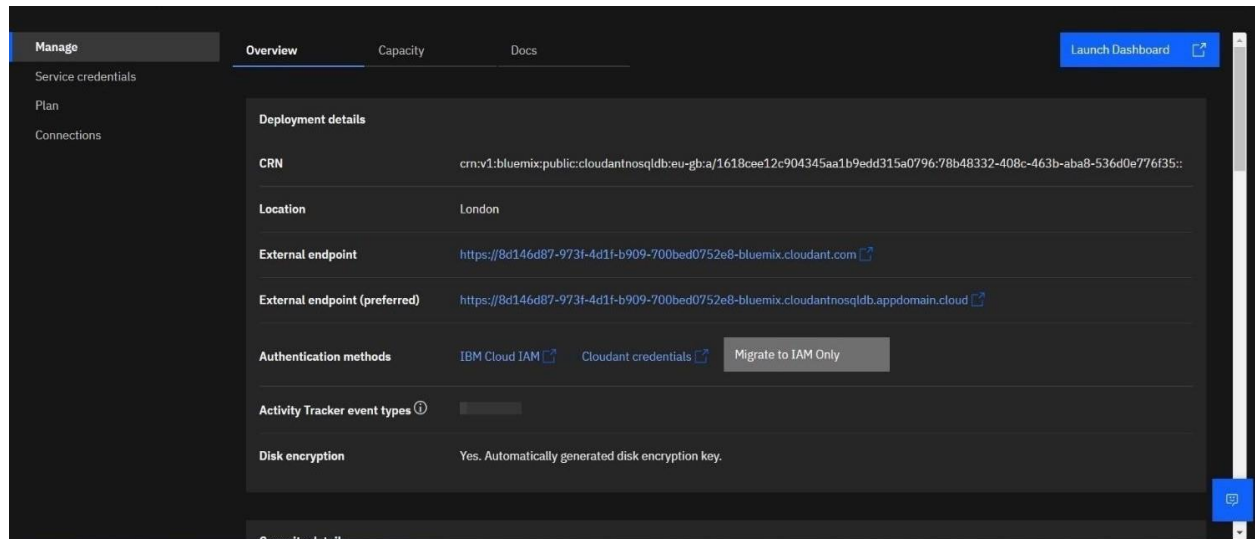 Manage
Service credentials
Plan
Connections
Overview Capacity Docs
Launch Dashboard
Deployment details
CRN crn:v1:bluemix:public:cloudantnosqldb:eu-gb:a/1618cee12c904345aa1b9edd315a0796:78b48332-408c-463b-aba8-536d0e776f35::
Location London
External endpoint https://8d146d87-973f-4d1f-b909-700bed0752e8-bluemix.cloudant.com
External endpoint (preferred) https://8d146d87-973f-4d1f-b909-700bed0752e8-bluemix.cloudantnosqldb.appdomain.cloud
Authentication methods IBM Cloud IAM Cloudant credentials Migrate to IAM Only
Activity Tracker event types
Disk encryption Yes. Automatically generated disk encryption key.